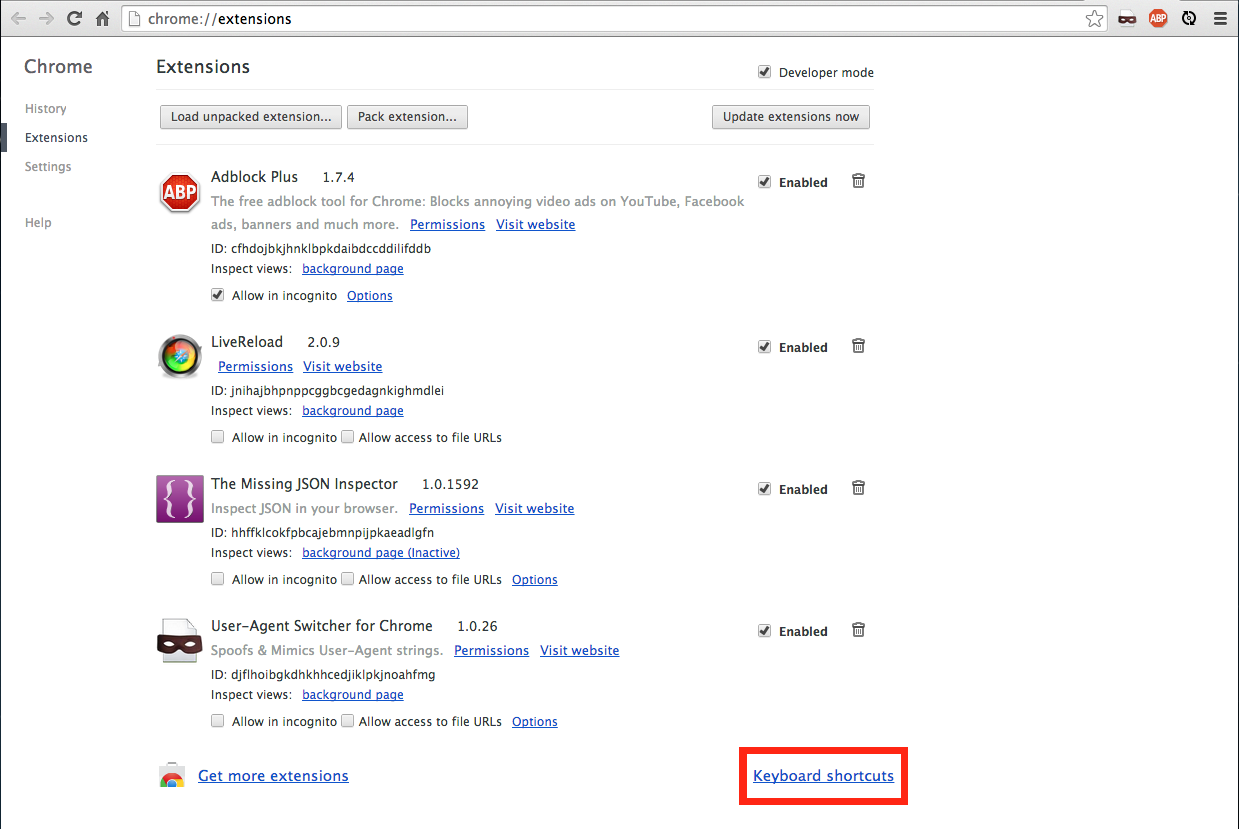 chrome://extensions
ABP
Chrome
Extensions
Developer mode
History
Extensions
Settings
Help
Load unpacked extension...
Pack extension...
Update extensions now
ABP
Adblock Plus 1.7.4
Enabled
The free adblock tool for Chrome: Blocks annoying video ads on YouTube, Facebook
ads, banners and much more. Permissions Visit website
ID: cfhdojbkjhnklbpkdaibdccddilifddb
Inspect views: background page
Allow in incognito Options
LiveReload 2.0.9
Enabled
Permissions Visit website
ID: jnihajbhpnppcggbcgedagnkighmdlei
Inspect views: background page
Allow in incognito Allow access to file URLs
{ }
The Missing JSON Inspector 1.0.1592
Enabled
Inspect JSON in your browser. Permissions Visit website
ID: hhffklcokfpbcajebmnpijpkaeadlgfn
Inspect views: background page (Inactive)
Allow in incognito Allow access to file URLs Options
User-Agent Switcher for Chrome 1.0.26
Enabled
Spoofs & Mimics User-Agent strings. Permissions Visit website
ID: djflhoibgkdhkhhcedjiklpkjnoahfmg
Inspect views: background page
Allow in incognito Allow access to file URLs Options
Get more extensions
Keyboard shortcuts